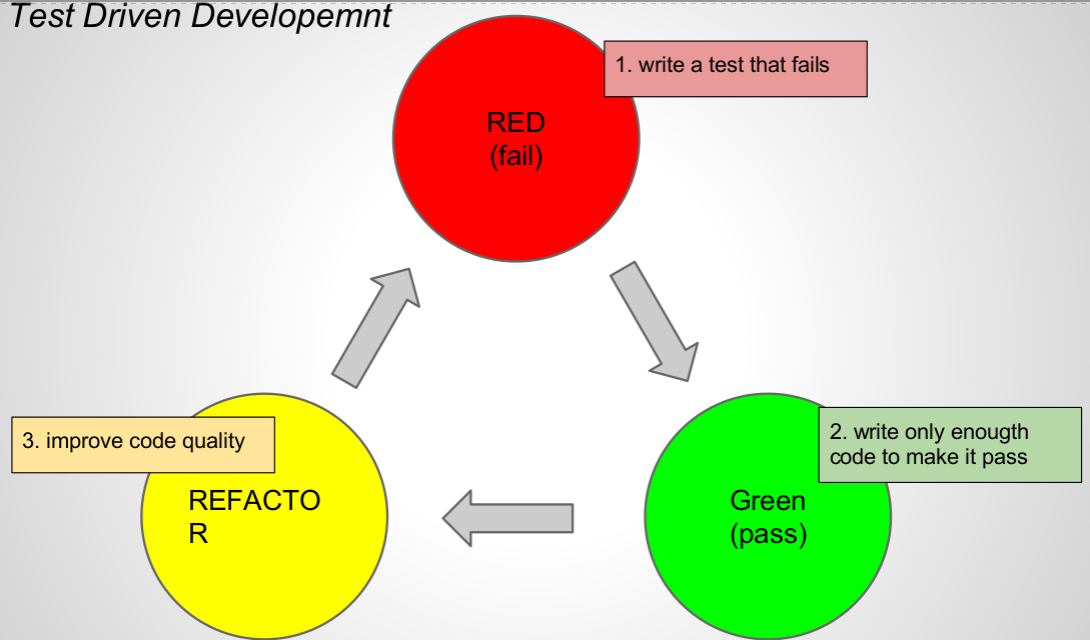 Test Driven Developemnt
1. write a test that fails
RED
(fail)
3. improve code quality
2. write only enougth
code to make it pass
REFACTO
R
Green
(pass)